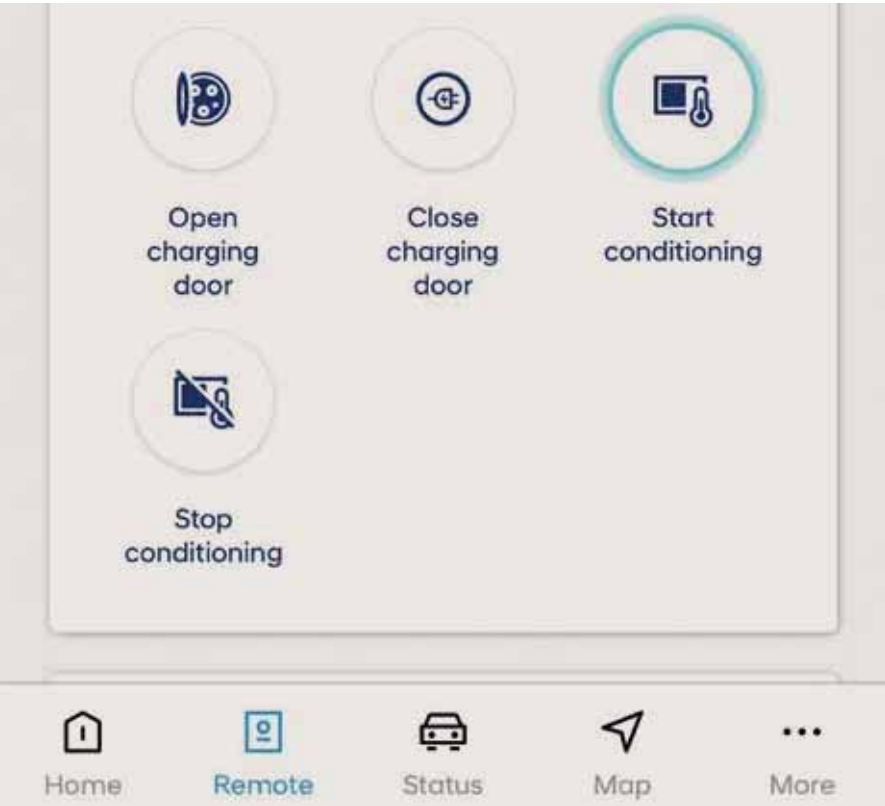 Open
charging
door
Close
charging
door
Start
conditioning
Stop
conditioning
Home
Remote
Status
Map
More